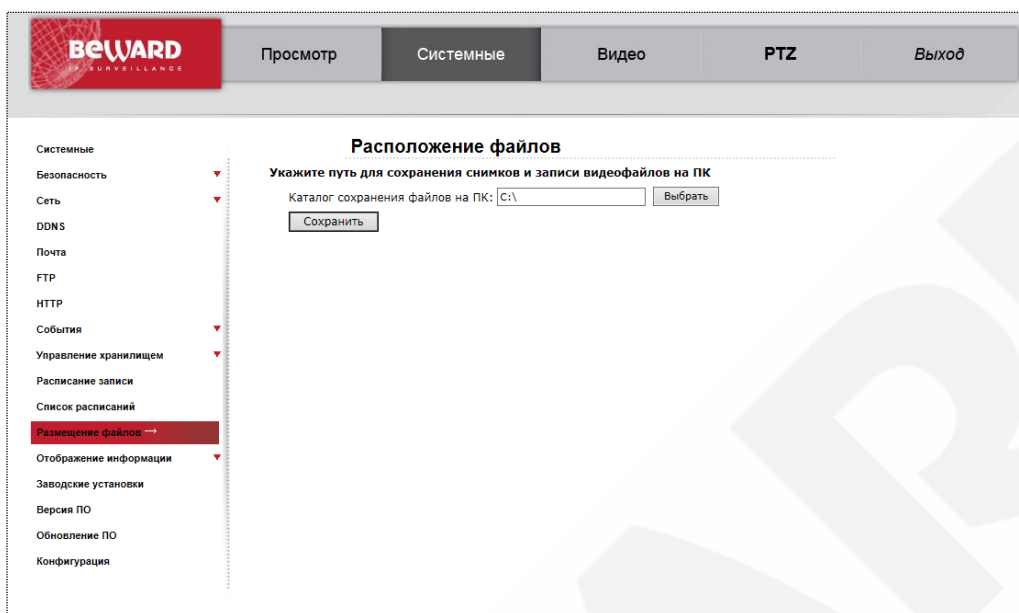 BEWARD
IP SURVEILLANCE
Просмотр
Системные
Видео
PTZ
Выход
Системные
Безопасность
Сеть
DDNS
Почта
FTP
HTTP
События
Управление хранилищем
Расписание записи
Список расписаний
Размещение файлов →
Отображение информации
Заводские установки
Версия ПО
Обновление ПО
Конфигурация
Расположение файлов
Укажите путь для сохранения снимков и записи видеофайлов на ПК
Каталог сохранения файлов на ПК: C:\ Выбрать
Сохранить